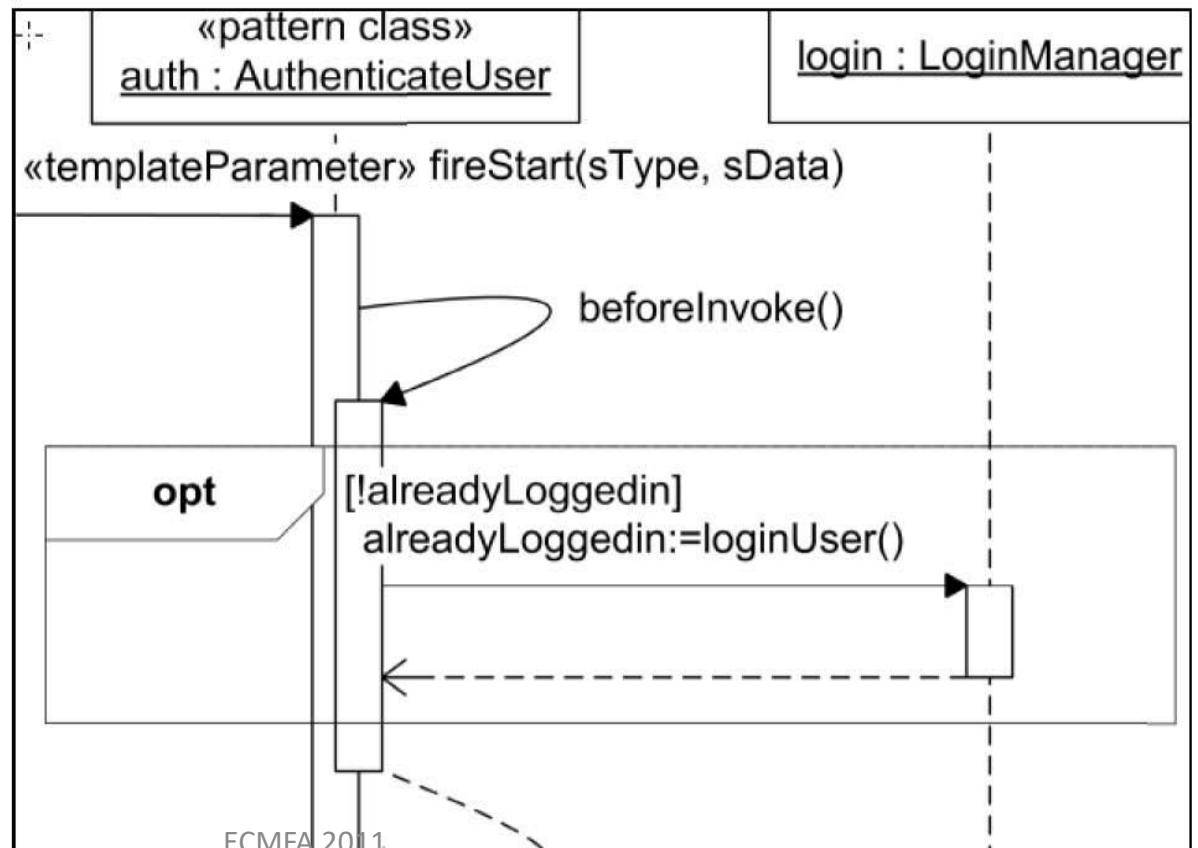 «pattern class»
auth : AuthenticateUser
login : LoginManager
«templateParameter» fireStart(sType, sData)
beforeInvoke()
opt
[!alreadyLoggedin]
alreadyLoggedin:=loginUser()
ECMFA 2011